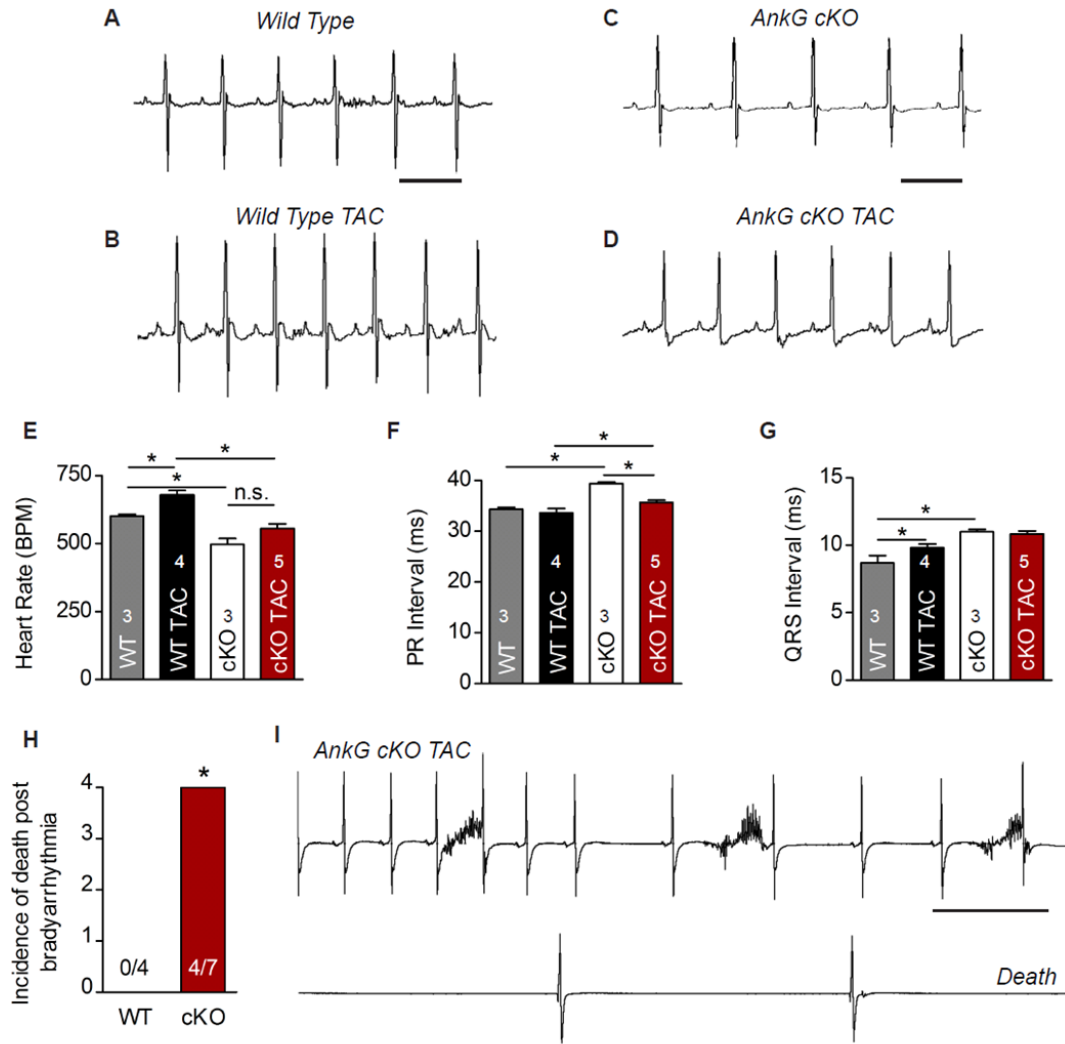 A
Wild Type
C
AnkG cKO
B
Wild Type TAC
D
AnkG cKO TAC
E
Heart Rate (BPM)
750
500
250
0
*
*
*
n.s.
3
WT
4
WT TAC
3
cKO
5
cKO TAC
F
PR Interval (ms)
40
30
20
10
0
*
*
*
3
WT
4
WT TAC
3
cKO
5
cKO TAC
G
QRS Interval (ms)
15
10
5
0
*
*
3
WT
4
WT TAC
3
cKO
5
cKO TAC
H
Incidence of death post
bradyarrhythmia
4
3
2
1
0
*
0/4
4/7
WT
cKO
I
AnkG cKO TAC
Death